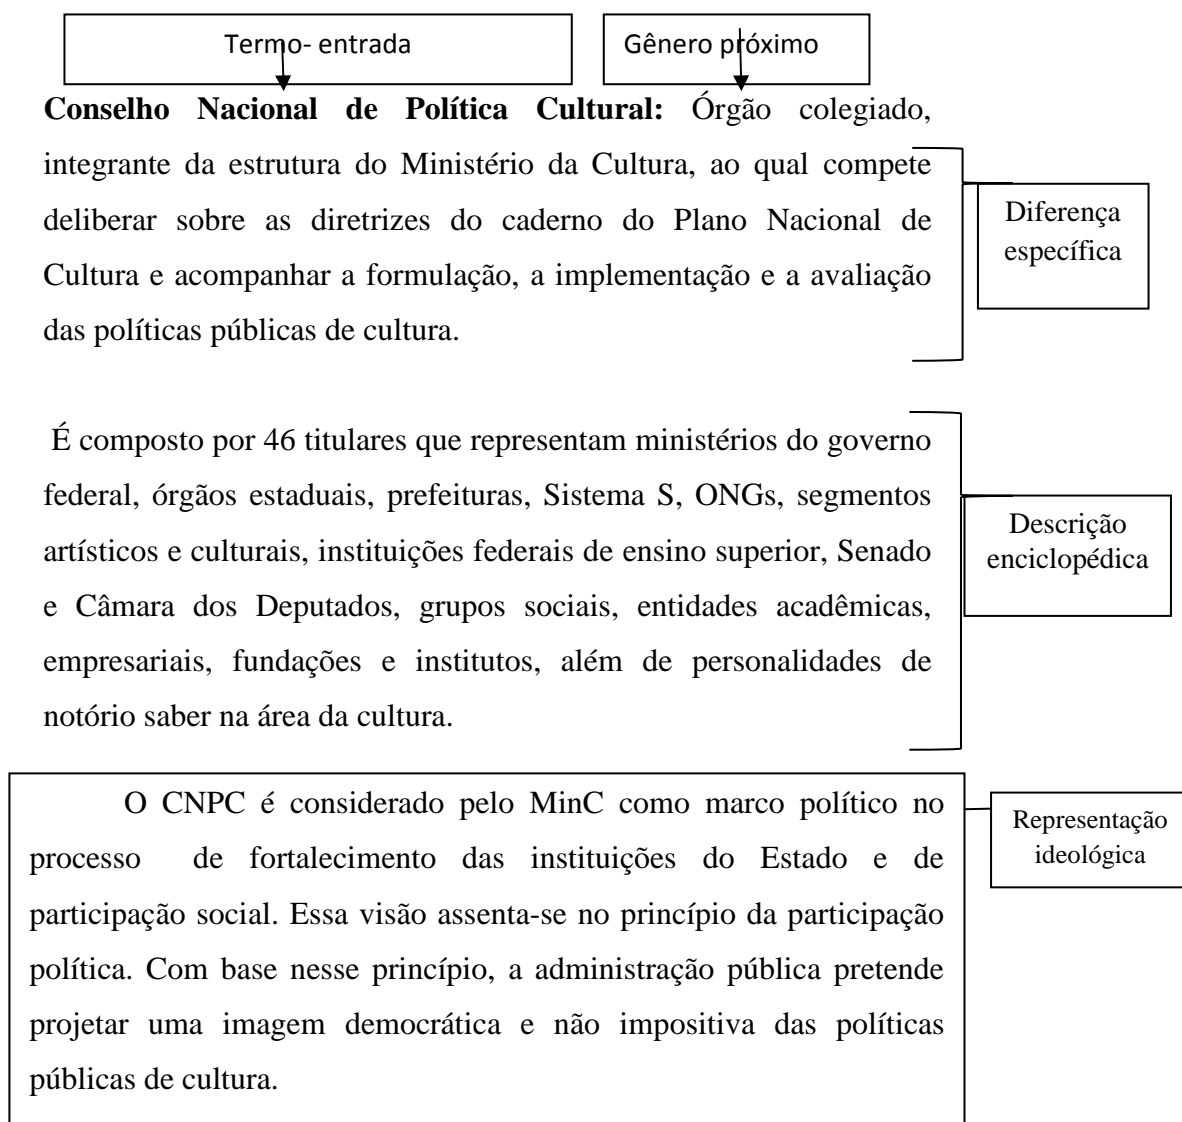 Termo- entrada
Gênero próximo
Conselho Nacional de Política Cultural: Órgão colegiado,
integrante da estrutura do Ministério da Cultura, ao qual compete
deliberar sobre as diretrizes do caderno do Plano Nacional de
Cultura e acompanhar a formulação, a implementação e a avaliação
das políticas públicas de cultura.
Diferença
específica
É composto por 46 titulares que representam ministérios do governo
federal, órgãos estaduais, prefeituras, Sistema S, ONGs, segmentos
artísticos e culturais, instituições federais de ensino superior, Senado
e Câmara dos Deputados, grupos sociais, entidades acadêmicas,
empresariais, fundações e institutos, além de personalidades de
notório saber na área da cultura.
Descrição
enciclopédica
O CNPC é considerado pelo MinC como marco político no
processo de fortalecimento das instituições do Estado e de
participação social. Essa visão assenta-se no princípio da participação
política. Com base nesse princípio, a administração pública pretende
projetar uma imagem democrática e não impositiva das políticas
públicas de cultura.
Representação
ideológica